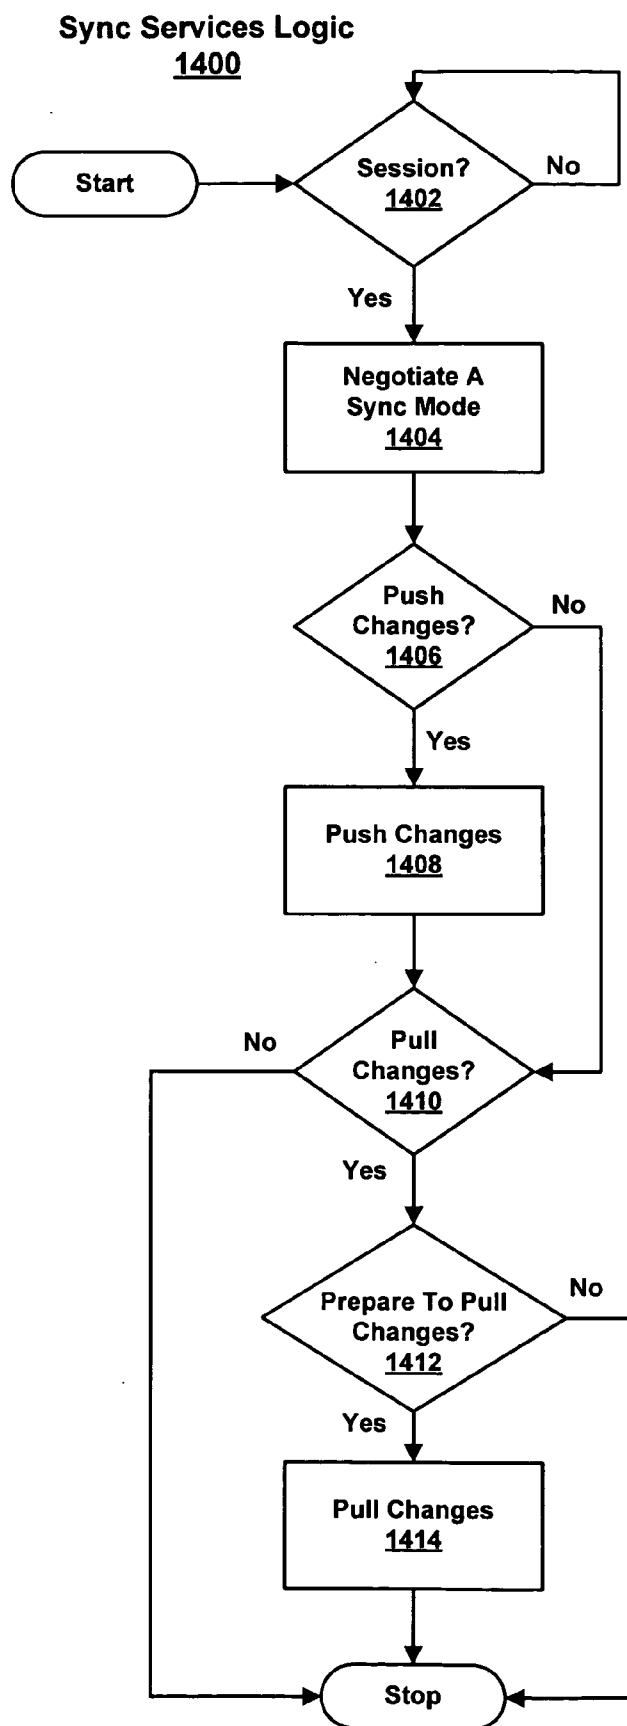 Sync Services Logic
1400
Start
Session?
1402
No
Yes
Negotiate A
Sync Mode
1404
Push
Changes?
1406
No
Yes
Push Changes
1408
No
Pull
Changes?
1410
Yes
Prepare To Pull
Changes?
1412
No
Yes
Pull Changes
1414
Stop